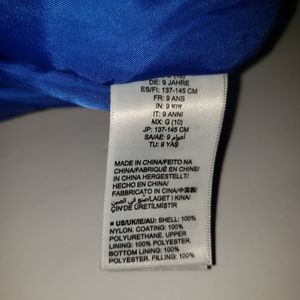 DE: 9 JAHRE
ES/FI: 137-145 CM
FR: 9 ANS
IN: 9 साल
IT: 9 ANNI
MX: G (10)
JP: 137-145 CM
SA/AE: 9 أعوام
TU: 9 YAŞ
MADE IN CHINA/FEITO NA
CHINA/FABRIQUÉ EN CHINE/
IN CHINA HERGESTELLT/
HECHO EN CHINA/
FABBRICATO IN CINA/中国製/
صنع في الصين/LAGET I KINA/
ÇİN'DE ÜRETİLMİŞTİR
★ US/UK/IE/AU: SHELL: 100%
NYLON. COATING: 100%
POLYURETHANE. UPPER
LINING: 100% POLYESTER.
BOTTOM LINING: 100%
POLYESTER. FILLING: 100%